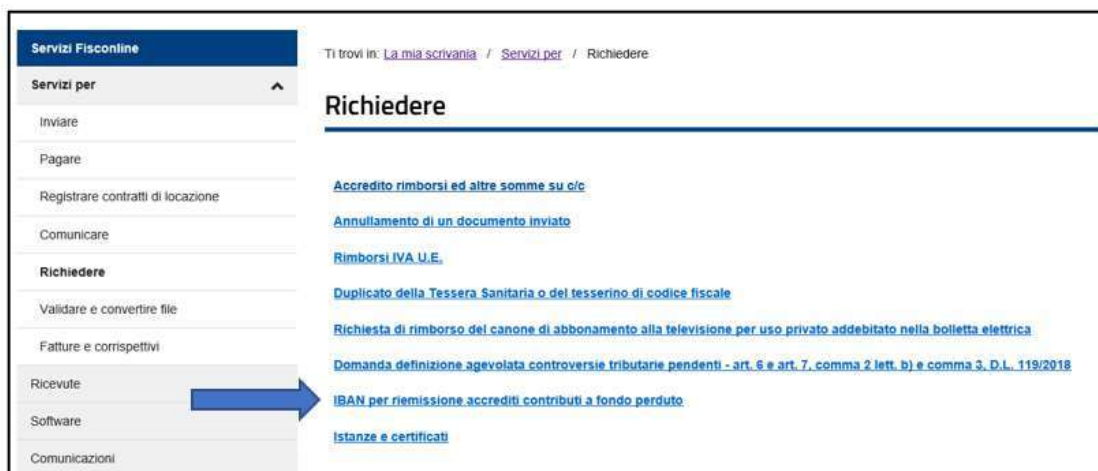 Servizi Fisconline
Servizi per
Inviare
Pagare
Registrare contratti di locazione
Comunicare
Richiedere
Validare e convertire file
Fatture e corrispettivi
Ricevute
Software
Comunicazioni
Ti trovi in: La mia scrivania / Servizi per / Richiedere
Richiedere
Accredito rimborsi ed altre somme su c/c
Annullamento di un documento inviato
Rimborsi IVA U.E.
Duplicato della Tessera Sanitaria o del tesserino di codice fiscale
Richiesta di rimborso del canone di abbonamento alla televisione per uso privato addebitato nella bolletta elettrica
Domanda definizione agevolata controversie tributarie pendenti - art. 6 e art. 7, comma 2 lett. b) e comma 3, D.L. 119/2018
IBAN per riemissione accrediti contributi a fondo perduto
Istanze e certificati